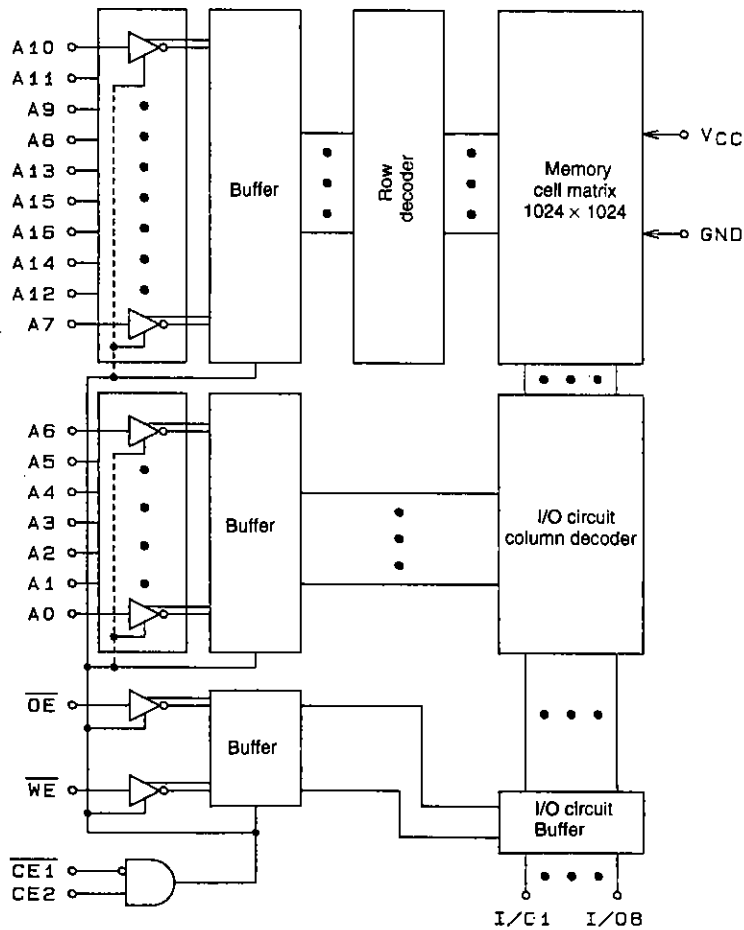 A10
A11
A9
A8
A13
A15
A16
A14
A12
A7
Buffer
Row
decoder
Memory
cell matrix
1024 × 1024
VCC
GND
A6
A5
A4
A3
A2
A1
A0
Buffer
I/O circuit
column decoder
OE
WE
Buffer
I/O circuit
Buffer
CE1
CE2
I/O1
I/O8